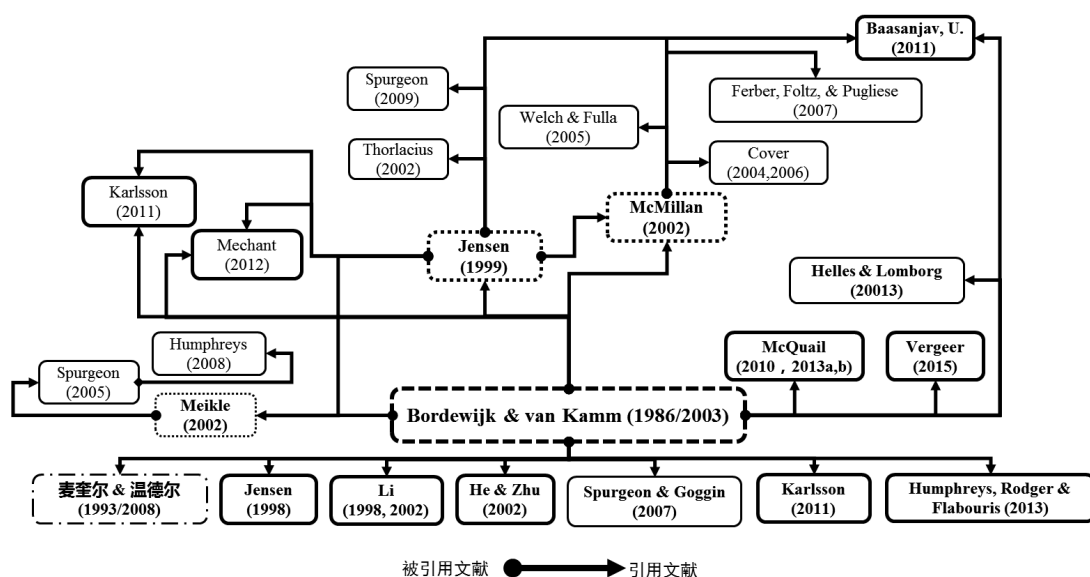 Baasanjav, U.
(2011)
Spurgeon
(2009)
Ferber, Foltz, & Pugliese
(2007)
Welch & Fulla
(2005)
Thorlacius
(2002)
Cover
(2004,2006)
Karlsson
(2011)
McMillan
(2002)
Mechant
(2012)
Jensen
(1999)
Helles & Lomborg
(20013)
Humphreys
(2008)
McQuail
(2010，2013a,b)
Vergeer
(2015)
Spurgeon
(2005)
Meikle
(2002)
Bordewijk & van Kamm (1986/2003)
麦奎尔 & 温德尔
(1993/2008)
Jensen
(1998)
Li
(1998, 2002)
He & Zhu
(2002)
Spurgeon & Goggin
(2007)
Karlsson
(2011)
Humphreys, Rodger &
Flabouris (2013)
被引用文献 引用文献